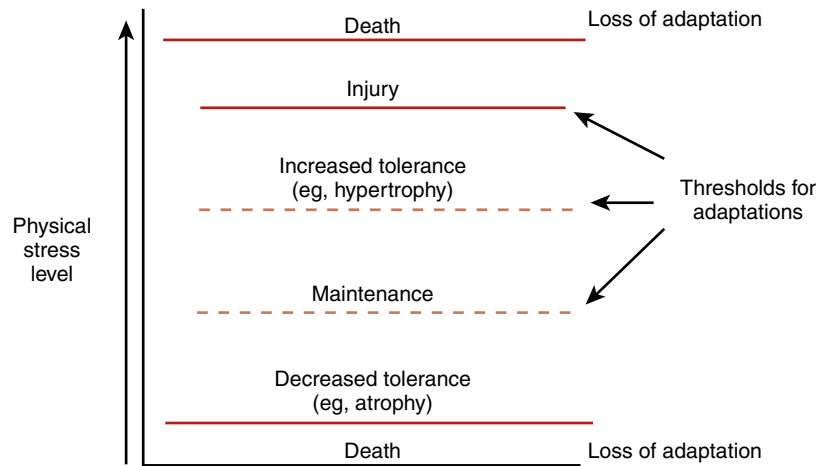 Death
Loss of adaptation
Injury
Increased tolerance
(eg, hypertrophy)
Thresholds for
adaptations
Physical
stress
level
Maintenance
Decreased tolerance
(eg, atrophy)
Death
Loss of adaptation